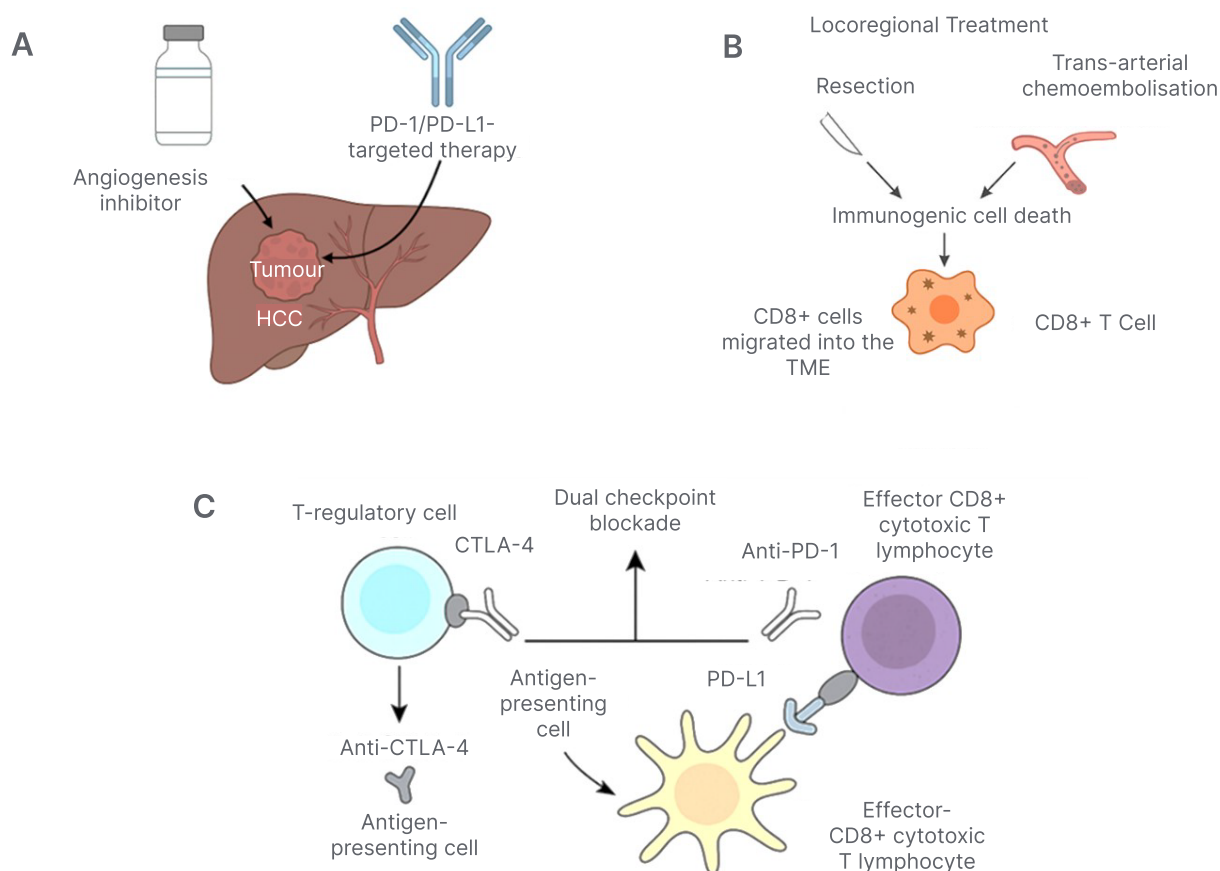 A
PD-1/PD-L1-
targeted therapy
Angiogenesis
inhibitor
Tumour
HCC
B
Locoregional Treatment
Resection
Trans-arterial
chemoembolisation
Immunogenic cell death
CD8+ cells
migrated into the
TME
CD8+ T Cell
C
T-regulatory cell
CTLA-4
Dual checkpoint
blockade
Anti-PD-1
Effector CD8+
cytotoxic T
lymphocyte
Antigen-
presenting
cell
PD-L1
Anti-CTLA-4
Antigen-
presenting cell
Effector-
CD8+ cytotoxic
T lymphocyte